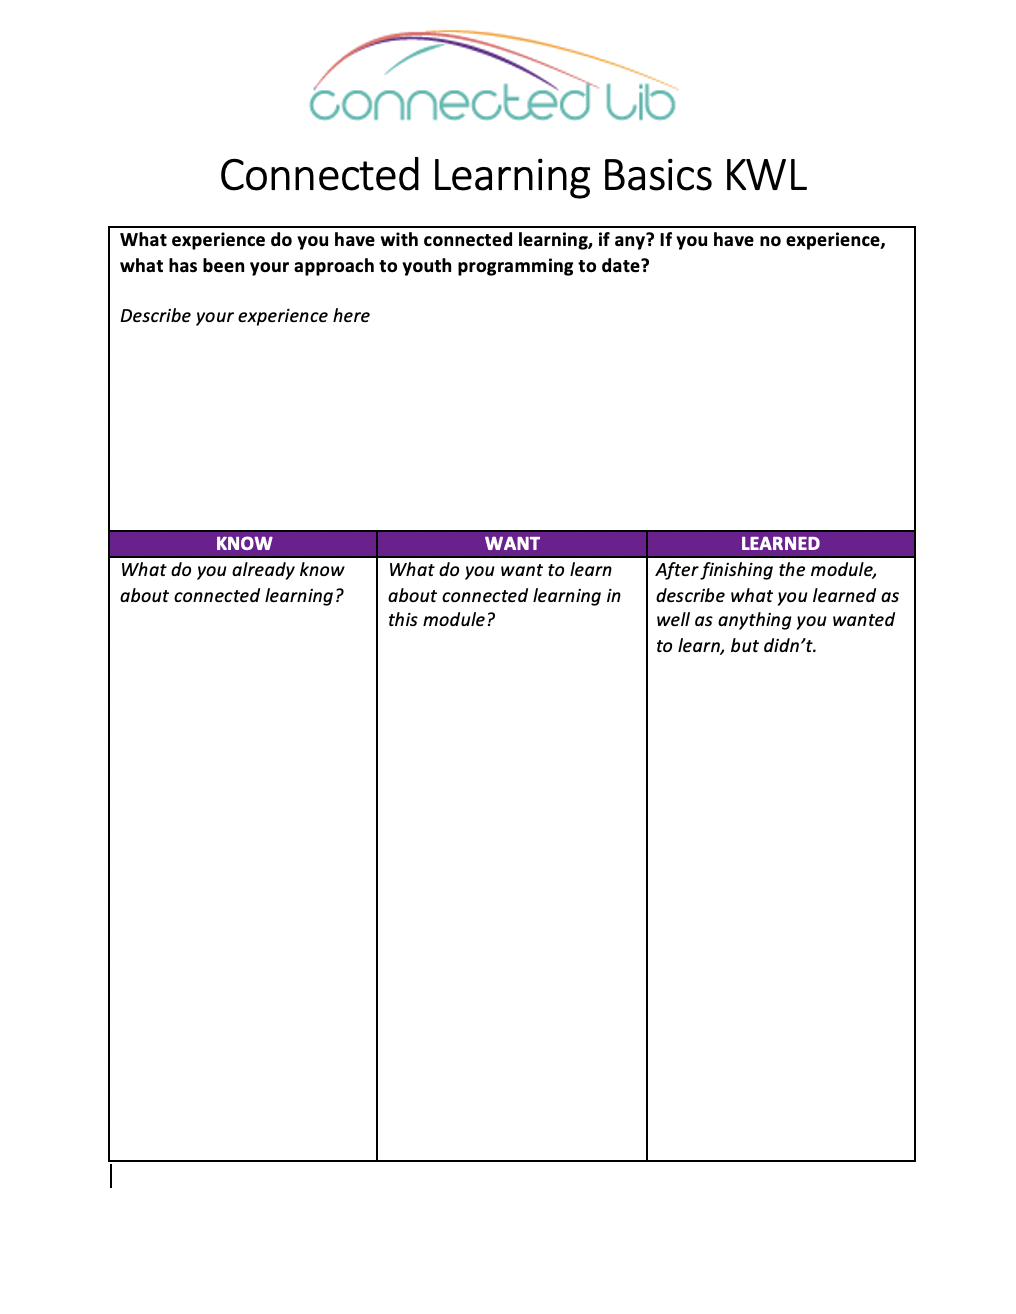 connected Lib
Connected Learning Basics KWL
What experience do you have with connected learning, if any? If you have no experience,
what has been your approach to youth programming to date?
Describe your experience here
KNOW
WANT
LEARNED
What do you already know
about connected learning?
What do you want to learn
about connected learning in
this module?
After finishing the module,
describe what you learned as
well as anything you wanted
to learn, but didn’t.